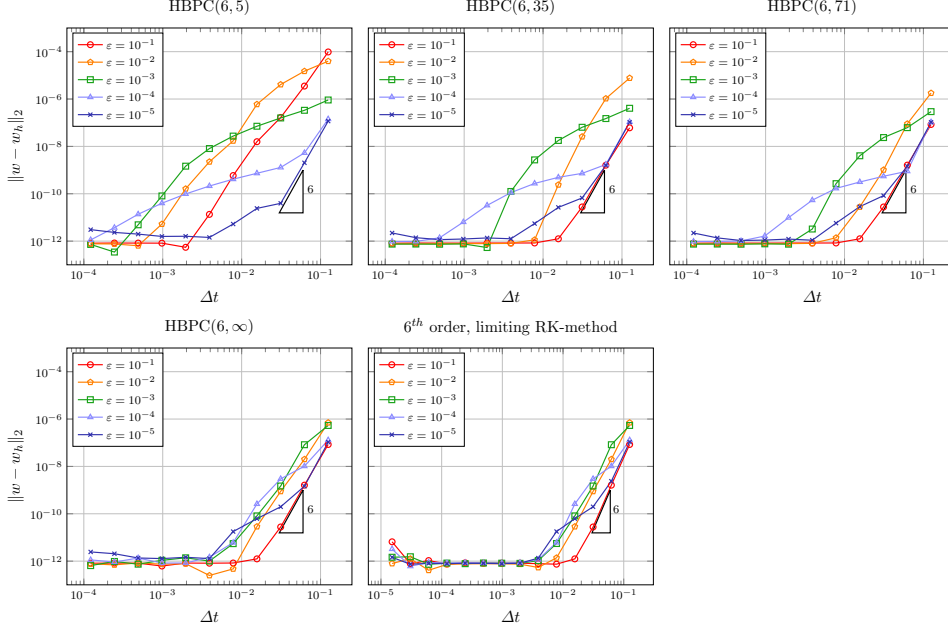 HBPC(6, 5)
HBPC(6, 35)
HBPC(6, 71)
‖w − w_h‖₂
10⁻⁴
10⁻⁶
10⁻⁸
10⁻¹⁰
10⁻¹²
ε = 10⁻¹
ε = 10⁻²
ε = 10⁻³
ε = 10⁻⁴
ε = 10⁻⁵
6
10⁻⁴
10⁻³
10⁻²
10⁻¹
Δt
ε = 10⁻¹
ε = 10⁻²
ε = 10⁻³
ε = 10⁻⁴
ε = 10⁻⁵
6
10⁻⁴
10⁻³
10⁻²
10⁻¹
Δt
ε = 10⁻¹
ε = 10⁻²
ε = 10⁻³
ε = 10⁻⁴
ε = 10⁻⁵
6
10⁻⁴
10⁻³
10⁻²
10⁻¹
Δt
HBPC(6, ∞)
6ᵗʰ order, limiting RK-method
‖w − w_h‖₂
10⁻⁴
10⁻⁶
10⁻⁸
10⁻¹⁰
10⁻¹²
ε = 10⁻¹
ε = 10⁻²
ε = 10⁻³
ε = 10⁻⁴
ε = 10⁻⁵
6
10⁻⁴
10⁻³
10⁻²
10⁻¹
Δt
ε = 10⁻¹
ε = 10⁻²
ε = 10⁻³
ε = 10⁻⁴
ε = 10⁻⁵
6
10⁻⁵
10⁻⁴
10⁻³
10⁻²
10⁻¹
Δt